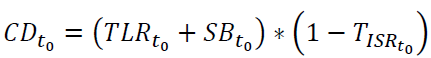 $CD_{t_0} = (TLR_{t_0} + SB_{t_0}) * (1 - T_{ISR_{t_0}})$